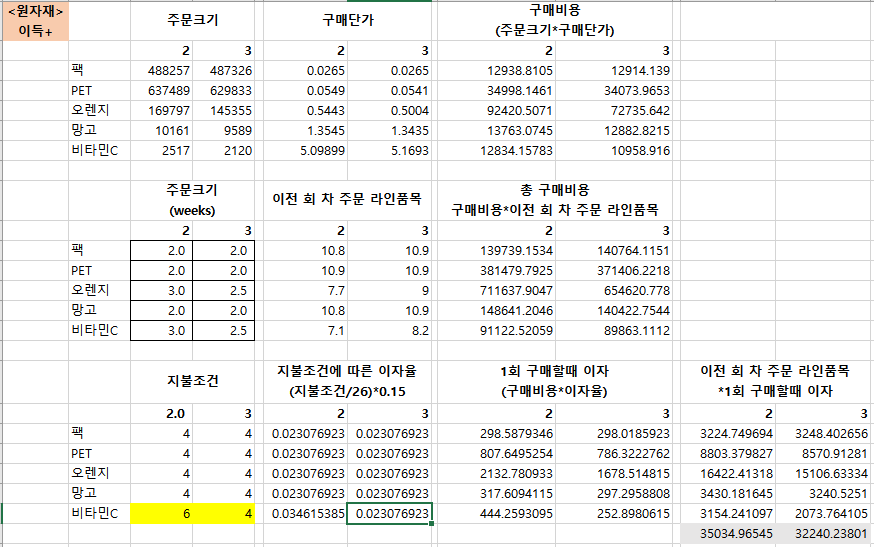 <원자재> 주문크기 구매단가 구매비용
이득+ (주문크기*구매단가)
2 3 2 3 2 3
팩 488257 487326 0.0265 0.0265 12938.8105 12914.139
PET 637489 629833 0.0549 0.0541 34998.1461 34073.9653
오렌지 169797 145355 0.5443 0.5004 92420.5071 72735.642
망고 10161 9589 1.3545 1.3435 13763.0745 12882.8215
비타민C 2517 2120 5.09899 5.1693 12834.15783 10958.916
주문크기 이전 회 차 주문 라인품목 총 구매비용
(weeks) 구매비용*이전 회 차 주문 라인품목
2 3 2 3 2 3
팩 2.0 2.0 10.8 10.9 139739.1534 140764.1151
PET 2.0 2.0 10.9 10.9 381479.7925 371406.2218
오렌지 3.0 2.5 7.7 9 711637.9047 654620.778
망고 2.0 2.0 10.8 10.9 148641.2046 140422.7544
비타민C 3.0 2.5 7.1 8.2 91122.52059 89863.1112
지불조건 지불조건에 따른 이자율 1회 구매할때 이자 이전 회 차 주문 라인품목
(지불조건/26)*0.15 (구매비용*이자율) *1회 구매할때 이자
2.0 3 2 3 2 3 2 3
팩 4 4 0.023076923 0.023076923 298.5879346 298.0185923 3224.749694 3248.402656
PET 4 4 0.023076923 0.023076923 807.6495254 786.3222762 8803.379827 8570.91281
오렌지 4 4 0.023076923 0.023076923 2132.780933 1678.514815 16422.41318 15106.63334
망고 4 4 0.023076923 0.023076923 317.6094115 297.2958808 3430.181645 3240.5251
비타민C 6 4 0.034615385 0.023076923 444.2593095 252.8980615 3154.241097 2073.764105
35034.96545 32240.23801